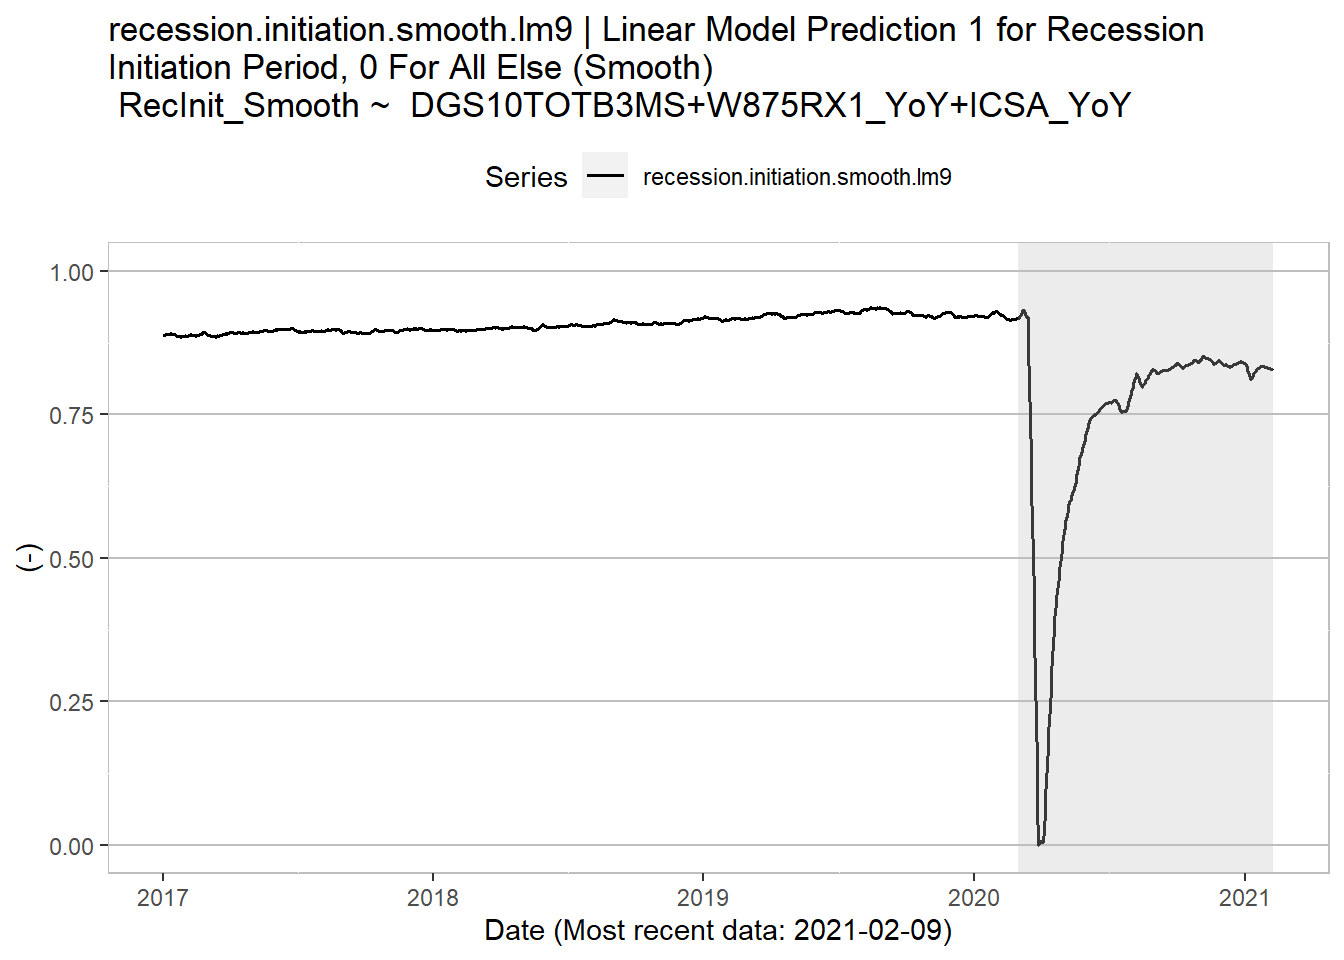 recession.initiation.smooth.lm9 | Linear Model Prediction 1 for Recession
Initiation Period, 0 For All Else (Smooth)
RecInit_Smooth ~ DGS10TOTB3MS+W875RX1_YoY+ICSA_YoY
Series recession.initiation.smooth.lm9
1.00
0.75
0.50
0.25
0.00
(-)
2017 2018 2019 2020 2021
Date (Most recent data: 2021-02-09)